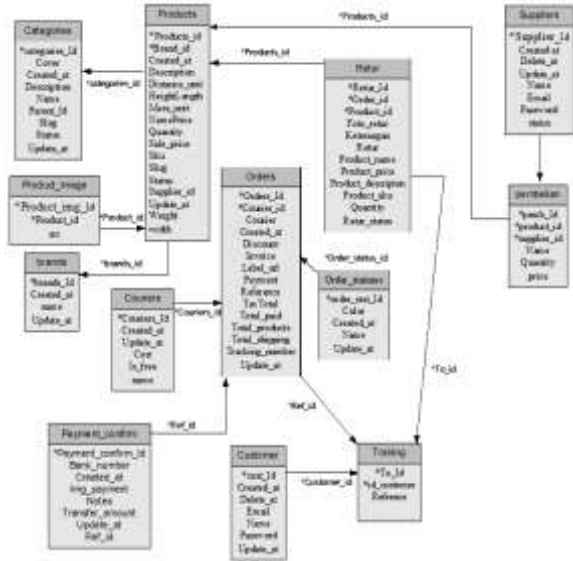 Categories
*categories_Id
Cover
Created_at
Description
Name
Parent_Id
Slug
Status
Update_at
Products
*Products_id
*Brand_id
Created_at
Description
Distance_unit
HeightLength
Mass_unit
NamePrice
Quantity
Sale_price
Sku
Slug
Status
Supplier_id
Update_at
Weight
width
*Products_id
*Products_id
*categories_id
Suppliers
*Supplier_Id
Created_at
Delete_at
Update_at
Name
Email
Password
status
Retur
*Retur_Id
*Order_id
*Product_id
Foto_retur
Keterangan
Retur
Product_name
Product_price
Product_description
Product_sku
Quantity
Retur_status
Product_Image
*Product_img_Id
*Product_id
src
*Product_id
Orders
*Orders_Id
*Courier_id
Courier
Created_at
Discount
Invoice
Label_url
Payment
Reference
Tax Total
Total_paid
Total_products
Total_shipping
Tracking_number
Update_at
pembelian
*product_id
*supplier_id
Name
Quantity
price
brands
*brands_Id
Created_at
name
Update_at
*brands_id
*Order_status_id
Color
Created_at
Name
Update_at
Couriers
*Couriers_Id
Created_at
Update_at
Cost
Is_free
name
*Couriers_id
*To_id
*Ref_id
*Ref_id
Payment_confirm
*Payment_confirm_Id
Bank_number
Created_at
Img_payment
Notes
Transfer_amount
Update_at
Ref_id
Customer
*cust_Id
Created_at
Delete_at
Email
Name
Password
Update_at
*Customer_id
*To_Id
*id_customer
Reference